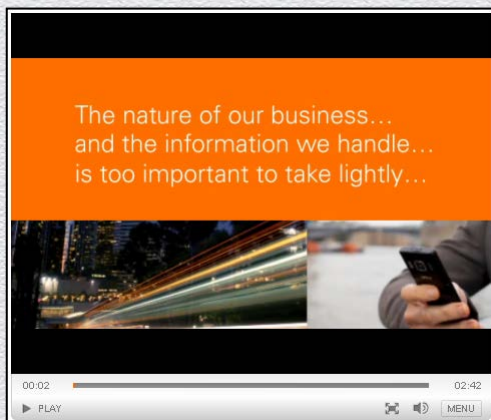 The nature of our business...
and the information we handle...
is too important to take lightly...
00:02
02:42
PLAY
MENU